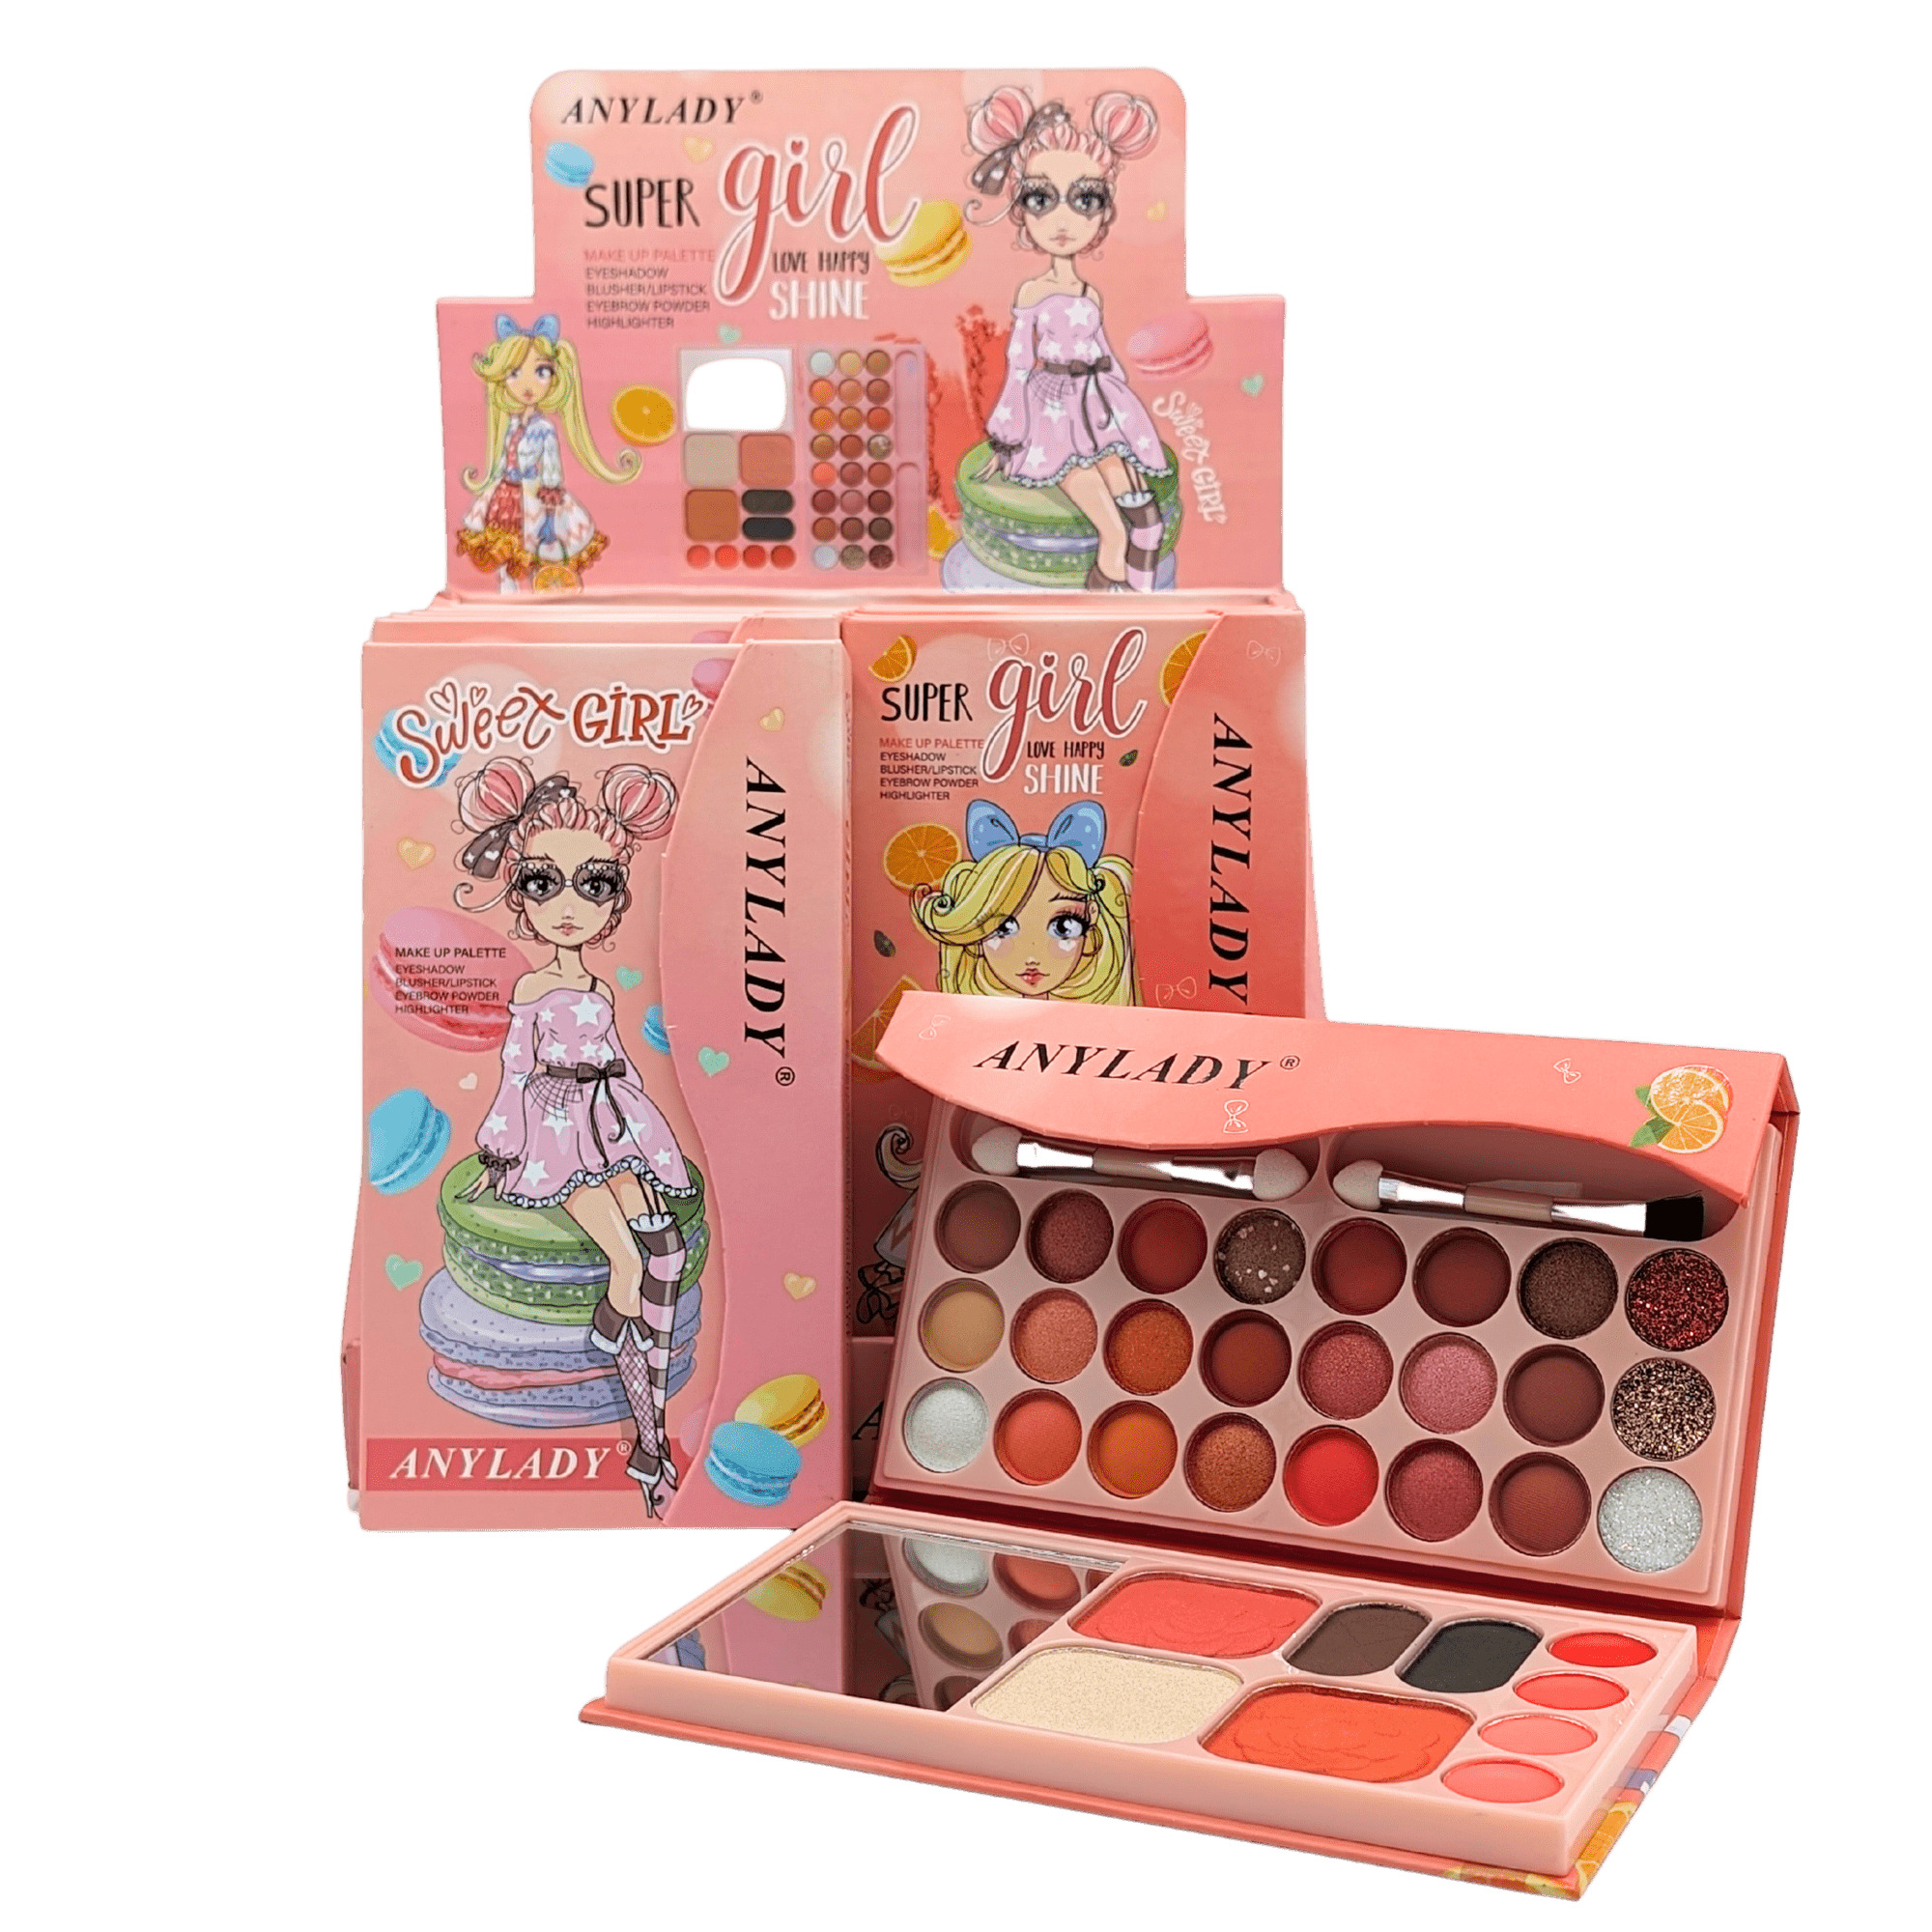 ANYLADY®
SUPER girl
LOVE HAPPY
SHINE
MAKE UP PALETTE
EYESHADOW
BLUSHER/LIPSTICK
EYEBROW POWDER
HIGHLIGHTER
Sweet GIRL
Sweet GIRL
MAKE UP PALETTE
EYESHADOW
BLUSHER/LIPSTICK
EYEBROW POWDER
HIGHLIGHTER
ANYLADY®
ANYLADY®
SUPER girl
LOVE HAPPY
SHINE
MAKE UP PALETTE
EYESHADOW
BLUSHER/LIPSTICK
EYEBROW POWDER
HIGHLIGHTER
ANYLADY
ANYLADY®